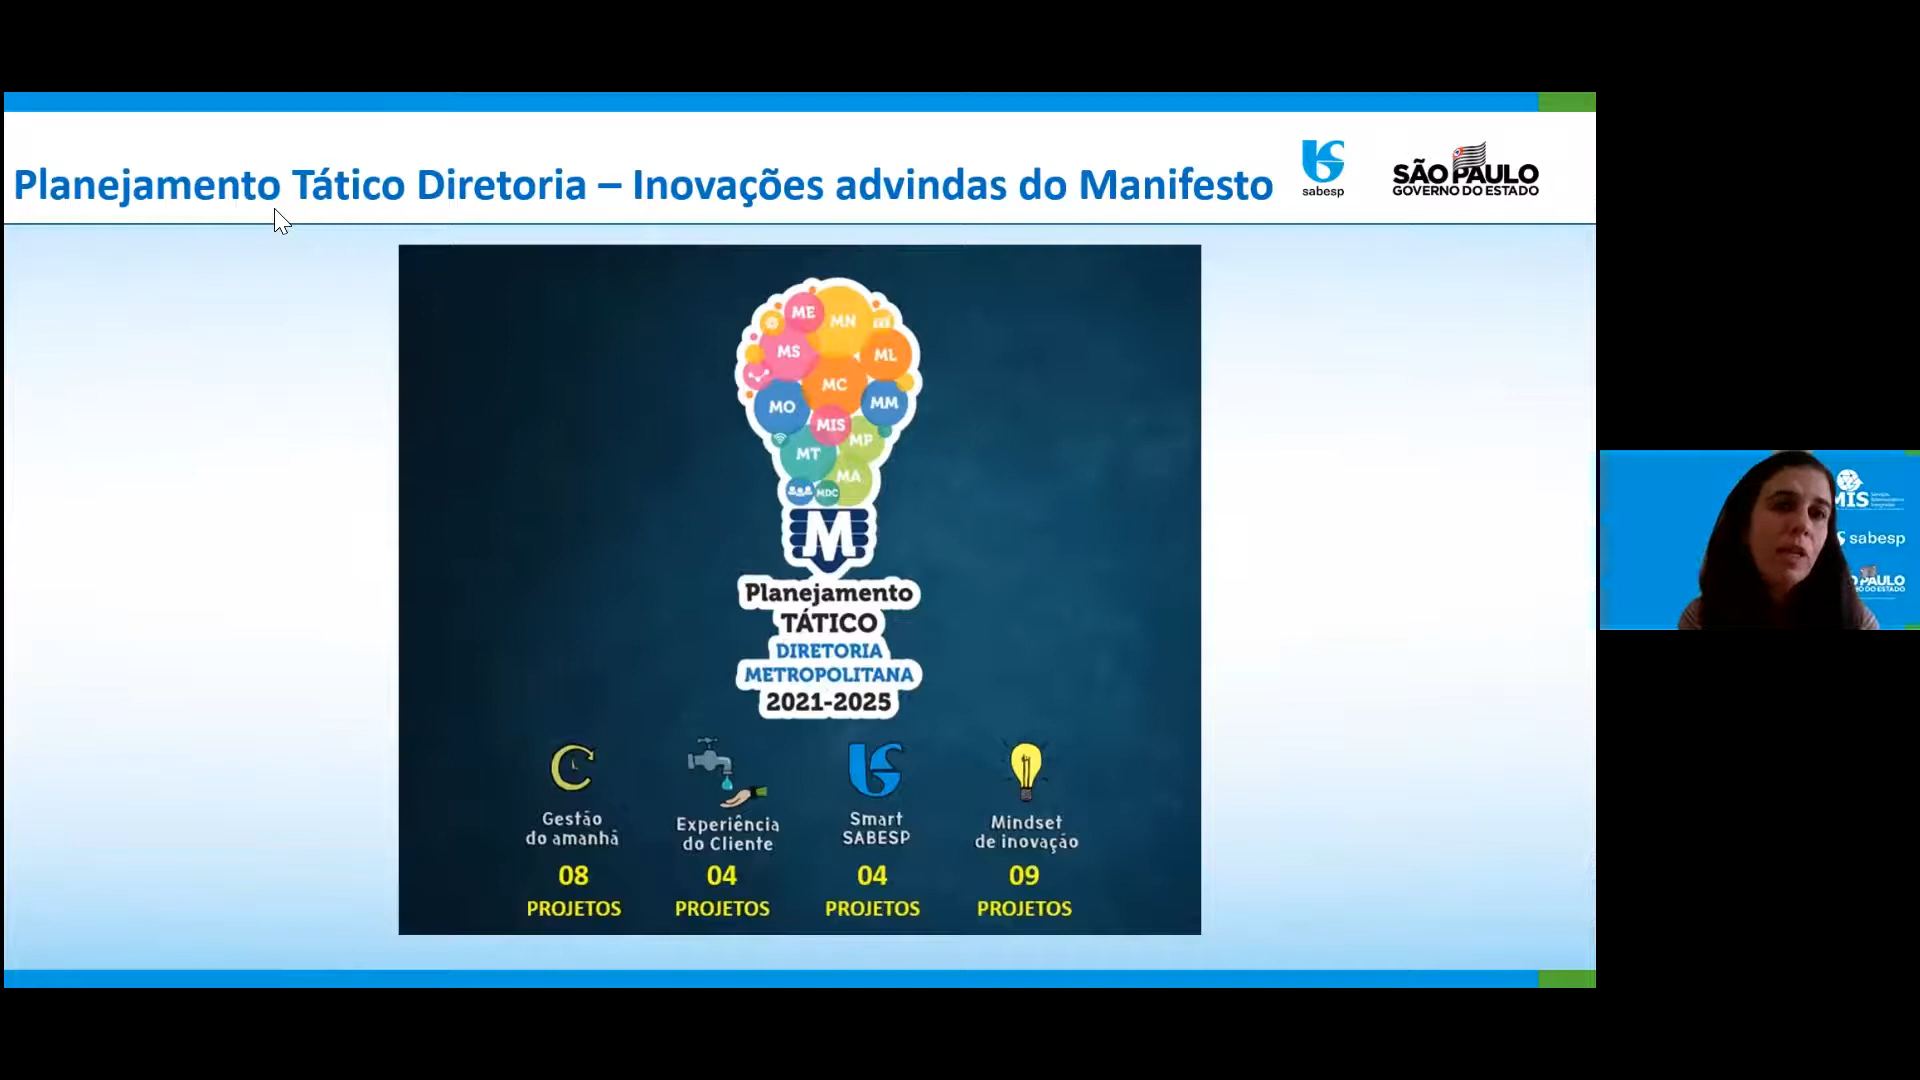 Planejamento Tático Diretoria – Inovações advindas do Manifesto
sabesp
SÃO PAULO
GOVERNO DO ESTADO
ME
MN
MS
ML
MC
MO
MM
MIS
MP
MT
MA
MDC
M
Planejamento
TÁTICO
DIRETORIA
METROPOLITANA
2021-2025
Gestão
do amanhã
08
PROJETOS
Experiência
do Cliente
04
PROJETOS
Smart
SABESP
04
PROJETOS
Mindset
de inovação
09
PROJETOS
MIS
sabesp
PAULO
DO ESTADO